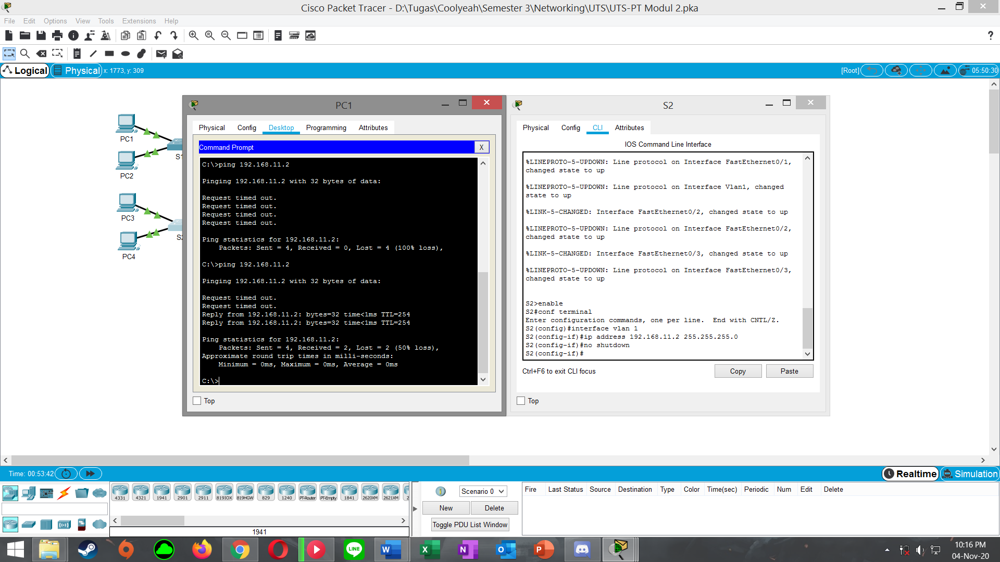 Cisco Packet Tracer - D:\Tugas\Coolyeah\Semester 3\Networking\UTS\UTS-PT Modul 2.pka
File Edit Options View Tools Extensions Help
?
Logical Physical x: 1773, y: 309 [Root] 05:50:30
PC1
PC2
PC3
PC4
PC1
Physical Config Desktop Programming Attributes
Command Prompt X
C:\>ping 192.168.11.2
Pinging 192.168.11.2 with 32 bytes of data:
Request timed out.
Request timed out.
Request timed out.
Request timed out.
Ping statistics for 192.168.11.2:
Packets: Sent = 4, Received = 0, Lost = 4 (100% loss),
C:\>ping 192.168.11.2
Pinging 192.168.11.2 with 32 bytes of data:
Request timed out.
Request timed out.
Reply from 192.168.11.2: bytes=32 time<1ms TTL=254
Reply from 192.168.11.2: bytes=32 time<1ms TTL=254
Ping statistics for 192.168.11.2:
Packets: Sent = 4, Received = 2, Lost = 2 (50% loss),
Approximate round trip times in milli-seconds:
Minimum = 0ms, Maximum = 0ms, Average = 0ms
C:\>
Top
S2
Physical Config CLI Attributes
IOS Command Line Interface
%LINEPROTO-5-UPDOWN: Line protocol on Interface FastEthernet0/1,
changed state to up
%LINEPROTO-5-UPDOWN: Line protocol on Interface Vlan1, changed
state to up
%LINK-5-CHANGED: Interface FastEthernet0/2, changed state to up
%LINEPROTO-5-UPDOWN: Line protocol on Interface FastEthernet0/2,
changed state to up
%LINK-5-CHANGED: Interface FastEthernet0/3, changed state to up
%LINEPROTO-5-UPDOWN: Line protocol on Interface FastEthernet0/3,
changed state to up
S2>enable
S2#conf terminal
Enter configuration commands, one per line. End with CNTL/Z.
S2(config)#interface vlan 1
S2(config-if)#ip address 192.168.11.2 255.255.255.0
S2(config-if)#no shutdown
S2(config-if)#
Ctrl+F6 to exit CLI focus Copy Paste
Top
Time: 00:53:42 Realtime Simulation
4331 4321 1941 2901 2911 819IOX 819HGW 829 1240 PT-Router PT-Empty 1841 2620XM 2621XM
1941
1 Scenario 0
New Delete
Toggle PDU List Window
Fire Last Status Source Destination Type Color Time(sec) Periodic Num Edit Delete
LINE
10:16 PM
04-Nov-20